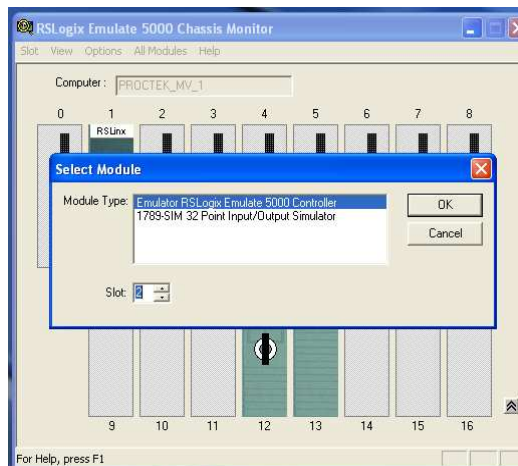 RSLogix Emulate 5000 Chassis Monitor
Slot View Options All Modules Help
Computer : PROCTEK_MV_1
0 1 2 3 4 5 6 7 8
RSLinx
Select Module
Module Type: Emulator RSLogix Emulate 5000 Controller
1789-SIM 32 Point Input/Output Simulator
OK
Cancel
Slot: 2
9 10 11 12 13 14 15 16
For Help, press F1